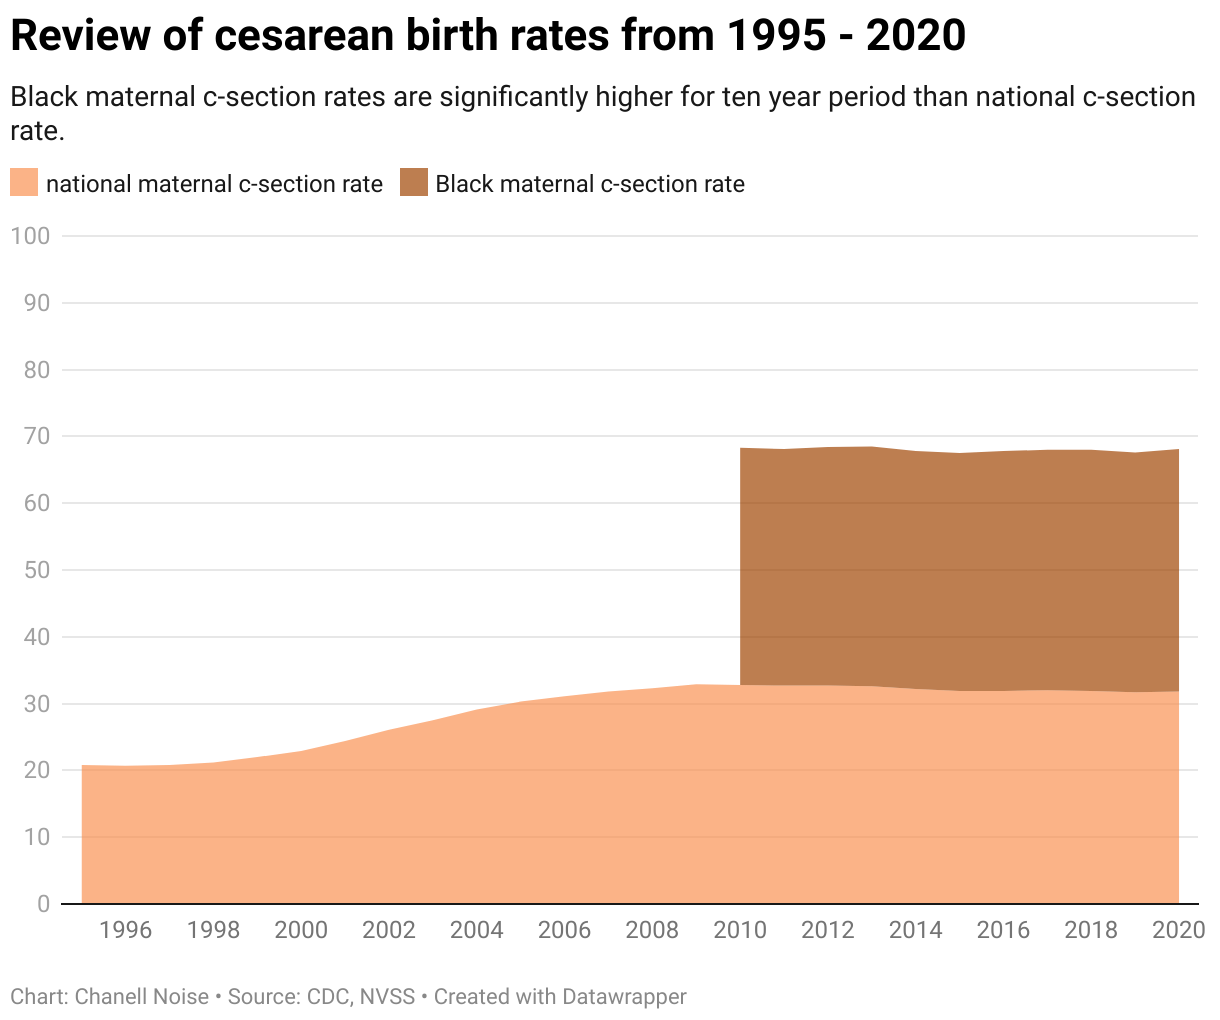 Review of cesarean birth rates from 1995 - 2020
Black maternal c-section rates are significantly higher for ten year period than national c-section
rate.
national maternal c-section rate Black maternal c-section rate
100
90
80
70
60
50
40
30
20
10
0
1996 1998 2000 2002 2004 2006 2008 2010 2012 2014 2016 2018 2020
Chart: Chanell Noise • Source: CDC, NVSS • Created with Datawrapper